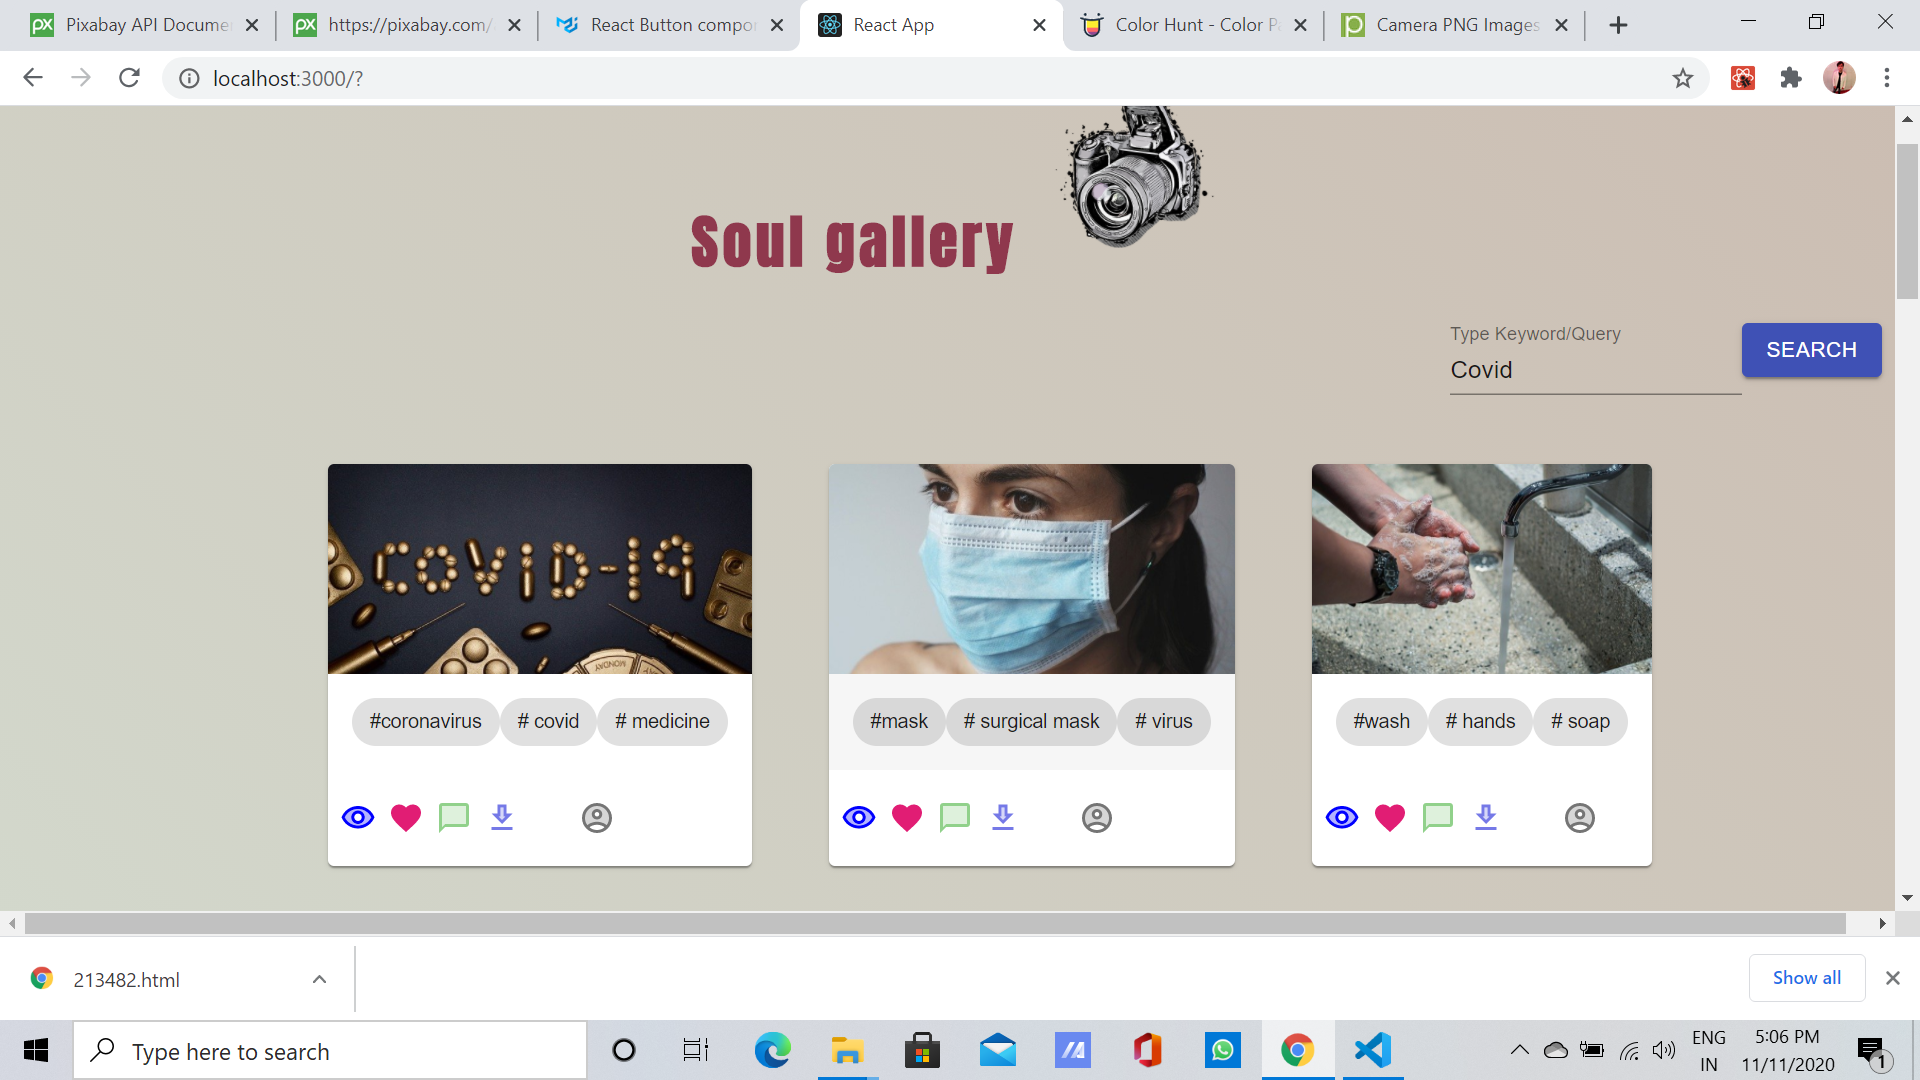 Pixabay API Docume
https://pixabay.com/
React Button compo
React App
Color Hunt - Color P
Camera PNG Images
localhost:3000/?
Soul gallery
Type Keyword/Query
Covid
SEARCH
COVID-19
MONDAY
#coronavirus
# covid
# medicine
#mask
# surgical mask
# virus
#wash
# hands
# soap
213482.html
Show all
Type here to search
ENG
IN
5:06 PM
11/11/2020
1